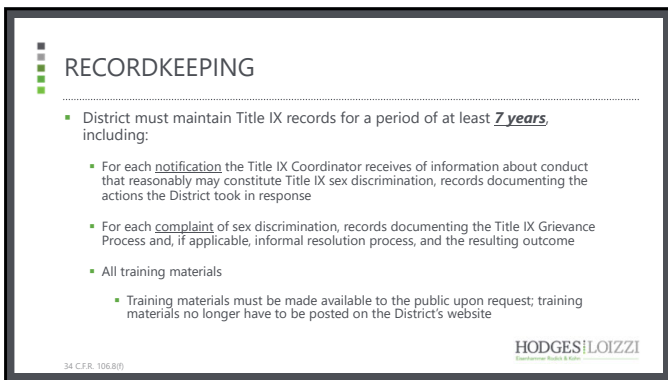 RECORDKEEPING
▪ District must maintain Title IX records for a period of at least 7 years,
including:
▪ For each notification the Title IX Coordinator receives of information about conduct
that reasonably may constitute Title IX sex discrimination, records documenting the
actions the District took in response
▪ For each complaint of sex discrimination, records documenting the Title IX Grievance
Process and, if applicable, informal resolution process, and the resulting outcome
▪ All training materials
▪ Training materials must be made available to the public upon request; training
materials no longer have to be posted on the District's website
HODGES LOIZZI
Eisenhammer Rodick & Kohn
34 C.F.R. 106.8(f)